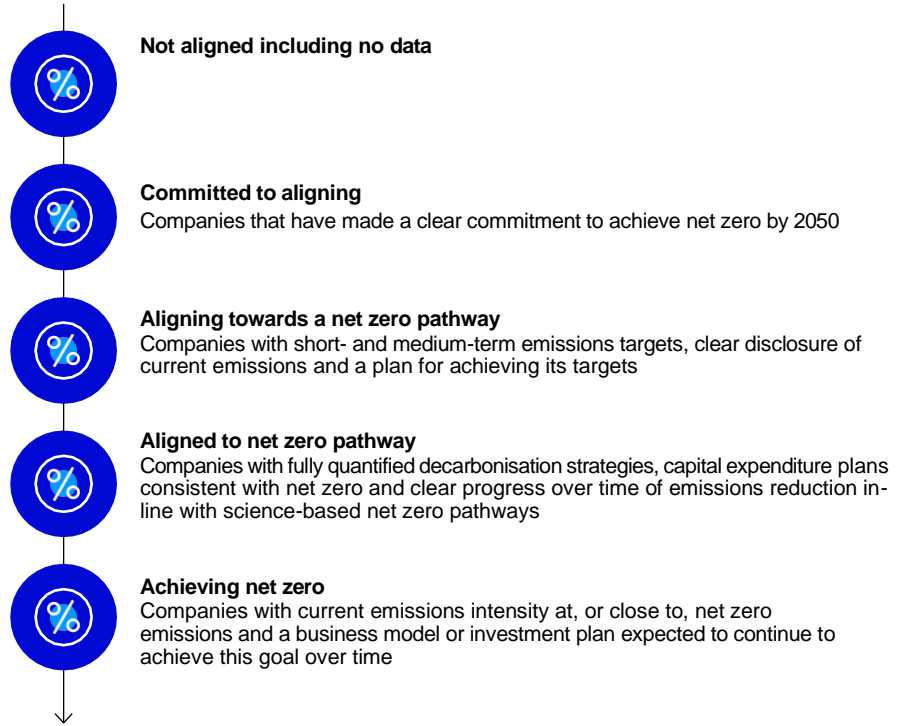 Not aligned including no data
Committed to aligning
Companies that have made a clear commitment to achieve net zero by 2050
Aligning towards a net zero pathway
Companies with short- and medium-term emissions targets, clear disclosure of
current emissions and a plan for achieving its targets
Aligned to net zero pathway
Companies with fully quantified decarbonisation strategies, capital expenditure plans
consistent with net zero and clear progress over time of emissions reduction in-
line with science-based net zero pathways
Achieving net zero
Companies with current emissions intensity at, or close to, net zero
emissions and a business model or investment plan expected to continue to
achieve this goal over time